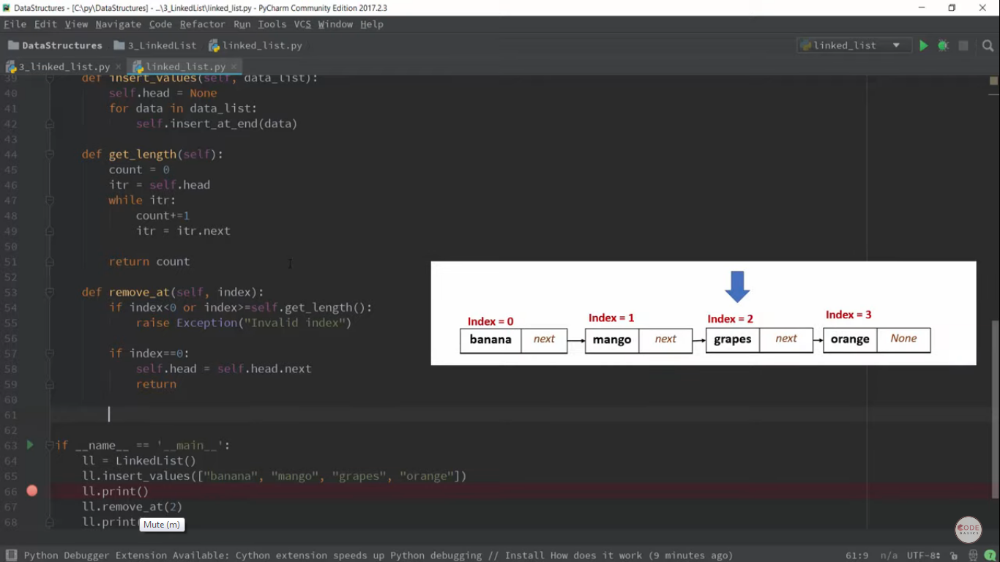 DataStructures - [C:\py\DataStructures] - ...\3_LinkedList\linked_list.py - PyCharm Community Edition 2017.2.3
File Edit View Navigate Code Refactor Run Tools VCS Window Help
DataStructures 3_LinkedList linked_list.py linked_list
3_linked_list.py linked_list.py
39 def insert_values(self, data_list):
40 self.head = None
41 for data in data_list:
42 self.insert_at_end(data)
43
44 def get_length(self):
45 count = 0
46 itr = self.head
47 while itr:
48 count+=1
49 itr = itr.next
50
51 return count
52
53 def remove_at(self, index):
54 if index<0 or index>=self.get_length():
55 raise Exception("Invalid index")
56
57 if index==0:
58 self.head = self.head.next
59 return
60
61
62
63 if __name__ == '__main__':
64 ll = LinkedList()
65 ll.insert_values(["banana", "mango", "grapes", "orange"])
66 ll.print()
67 ll.remove_at(2)
68 ll.print(
Mute (m)
Index = 0 Index = 1 Index = 2 Index = 3
banana next mango next grapes next orange None
CODE
BASICS
Python Debugger Extension Available: Cython extension speeds up Python debugging // Install How does it work (9 minutes ago) 61:9 n/a UTF-8 7